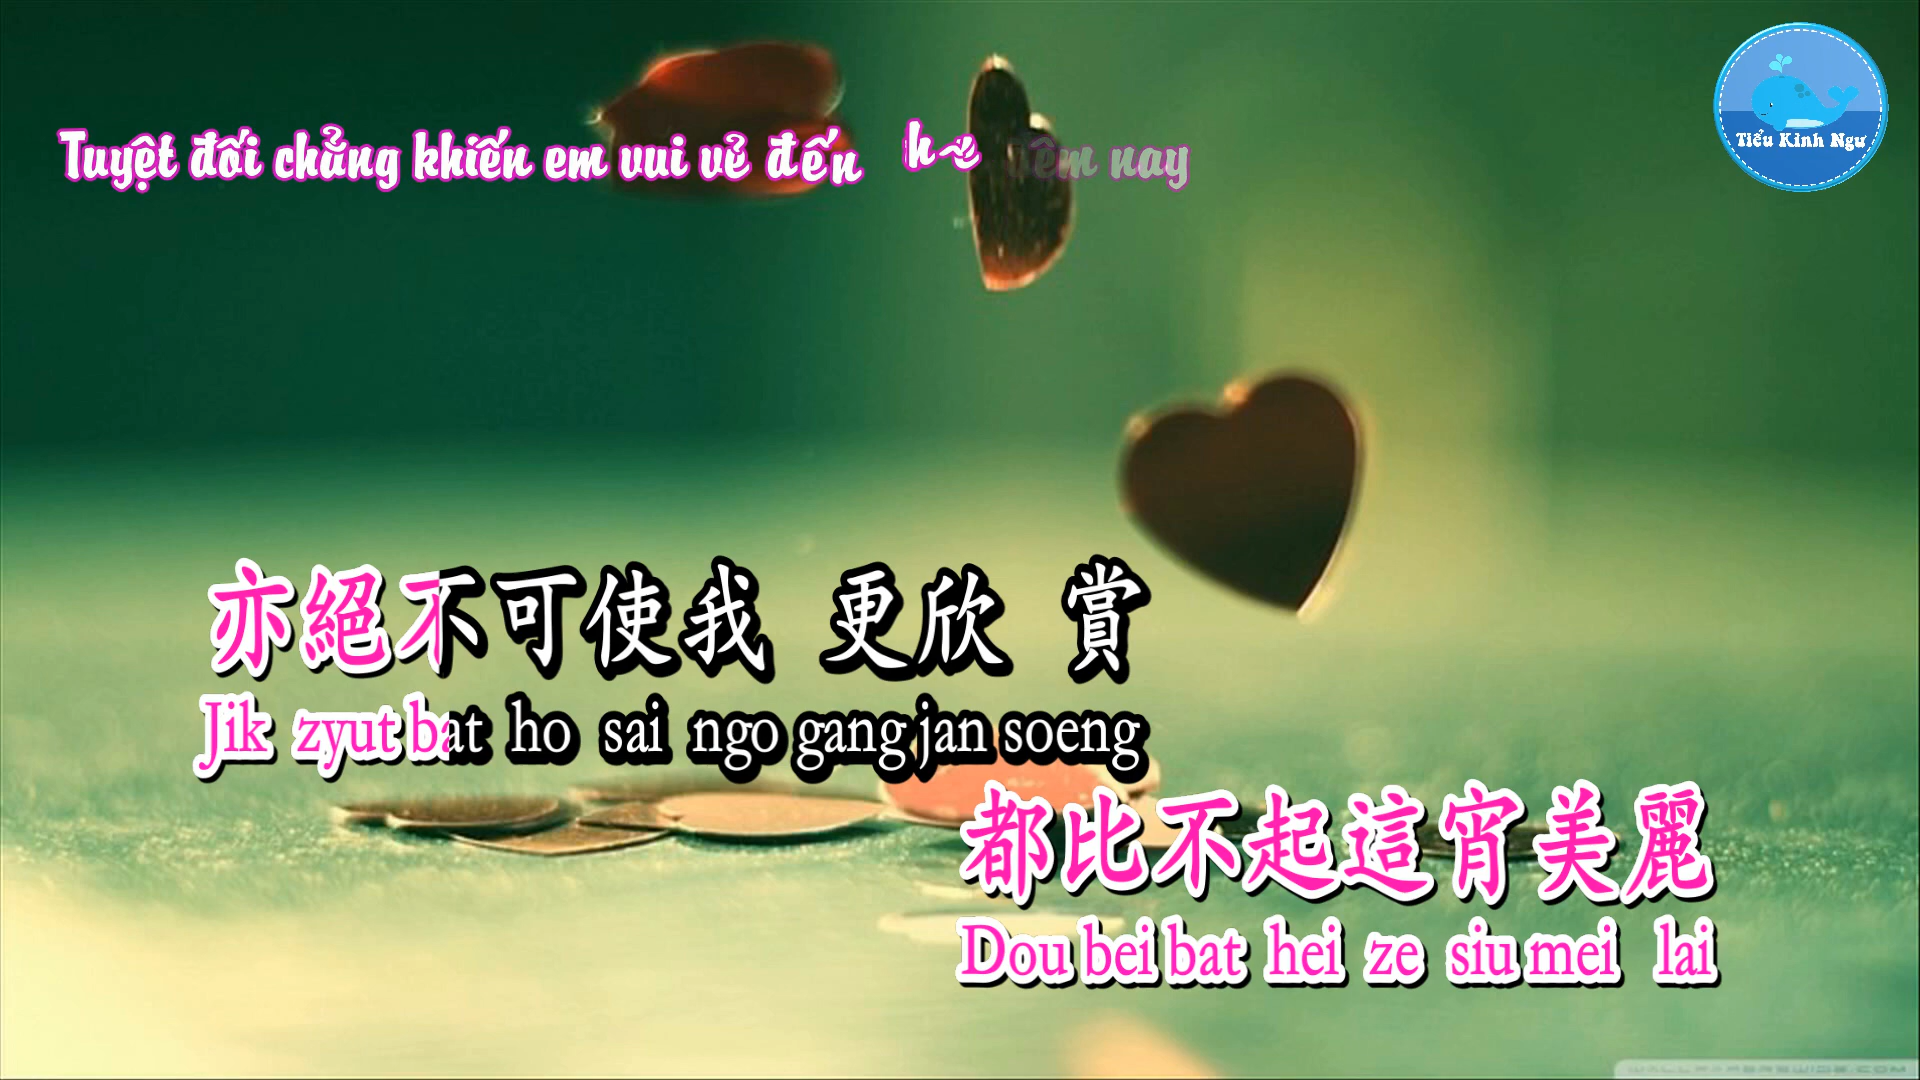 Tuyệt đối chẳng khiến em vui vẻ đến đêm nay
Tiểu Kình Ngư
亦絕不可使我 更欣 賞
Jik zyut bat ho sai ngo gang jan soeng
都比不起這宵美麗
Dou bei bat hei ze siu mei lai